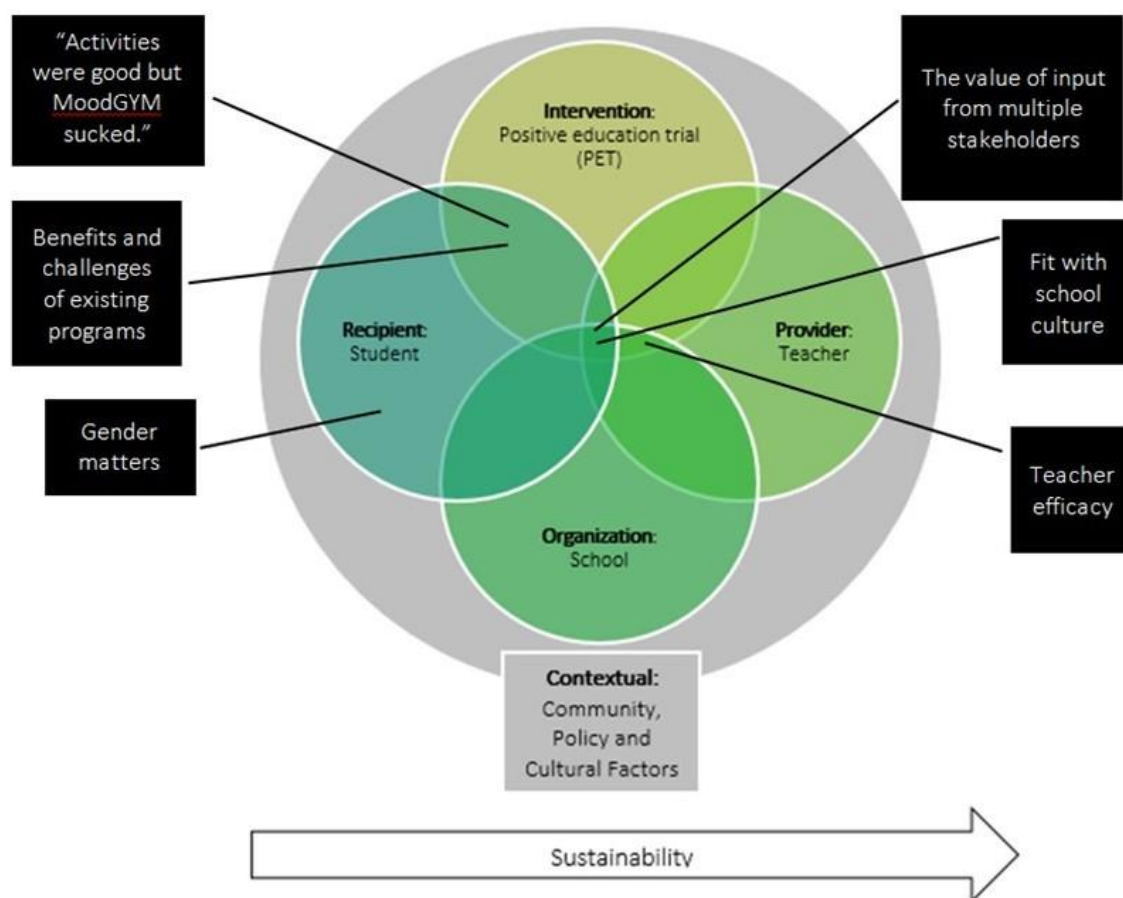 “Activities
were good but
MoodGYM
sucked.”
Benefits and
challenges
of existing
programs
Gender
matters
Intervention:
Positive education trial
(PET)
Recipient:
Student
Provider:
Teacher
Organization:
School
Contextual:
Community,
Policy and
Cultural Factors
The value of input
from multiple
stakeholders
Fit with
school
culture
Teacher
efficacy
Sustainability